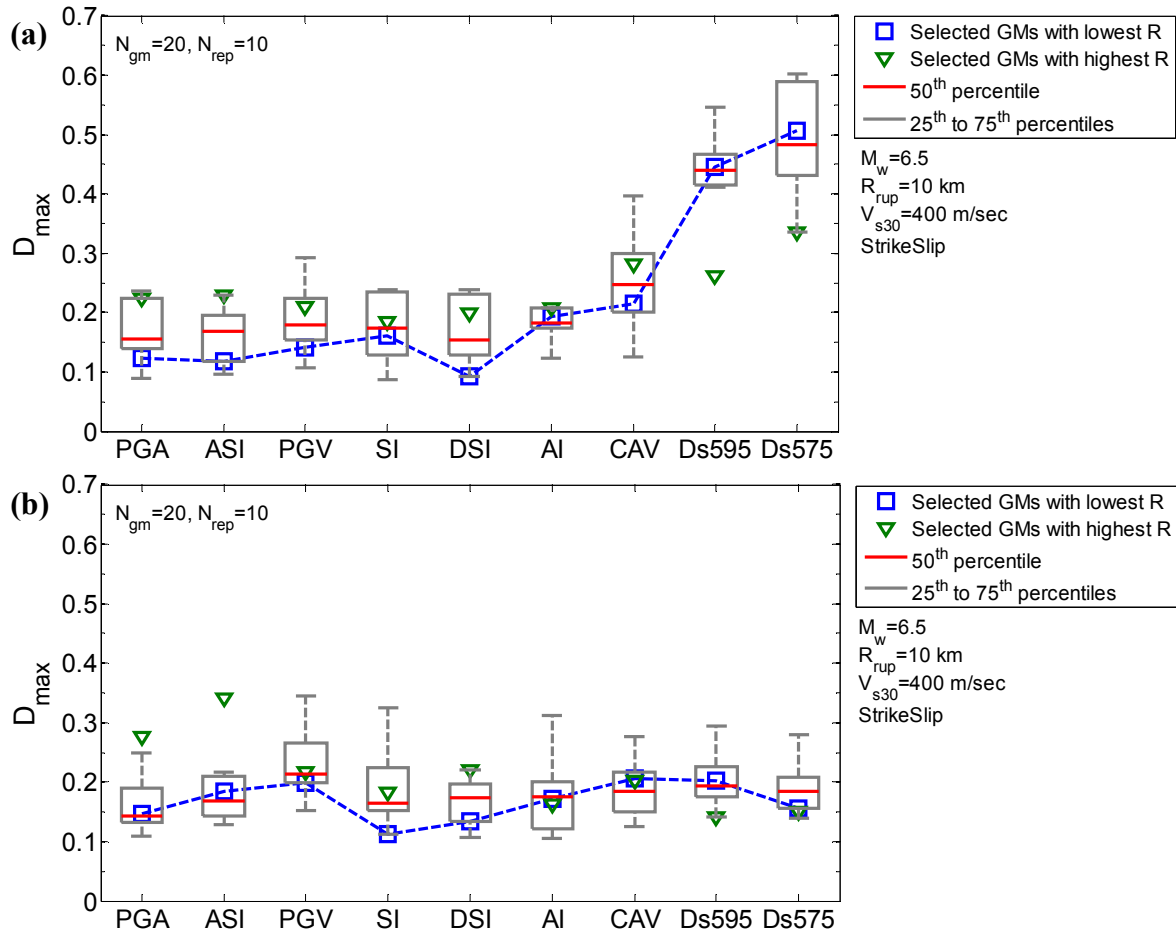 (a)
N_gm=20, N_rep=10
0.7
0.6
0.5
0.4
0.3
0.2
0.1
0
D_max
PGA ASI PGV SI DSI AI CAV Ds595 Ds575
Selected GMs with lowest R
Selected GMs with highest R
50th percentile
25th to 75th percentiles
M_w=6.5
R_rup=10 km
V_s30=400 m/sec
StrikeSlip
(b)
N_gm=20, N_rep=10
0.7
0.6
0.5
0.4
0.3
0.2
0.1
0
D_max
PGA ASI PGV SI DSI AI CAV Ds595 Ds575
Selected GMs with lowest R
Selected GMs with highest R
50th percentile
25th to 75th percentiles
M_w=6.5
R_rup=10 km
V_s30=400 m/sec
StrikeSlip